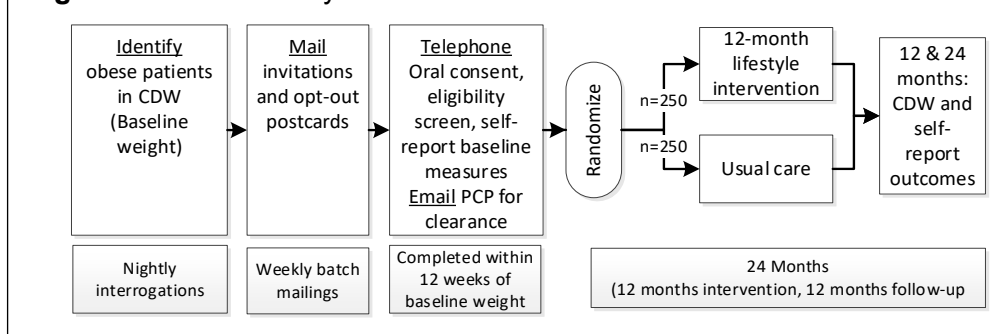 Identify
obese patients
in CDW
(Baseline
weight)
Mail
invitations
and opt-out
postcards
Telephone
Oral consent,
eligibility
screen, self-
report baseline
measures
Email PCP for
clearance
Randomize
n=250
n=250
12-month
lifestyle
intervention
Usual care
12 & 24
months:
CDW and
self-
report
outcomes
Nightly
interrogations
Weekly batch
mailings
Completed within
12 weeks of
baseline weight
24 Months
(12 months intervention, 12 months follow-up